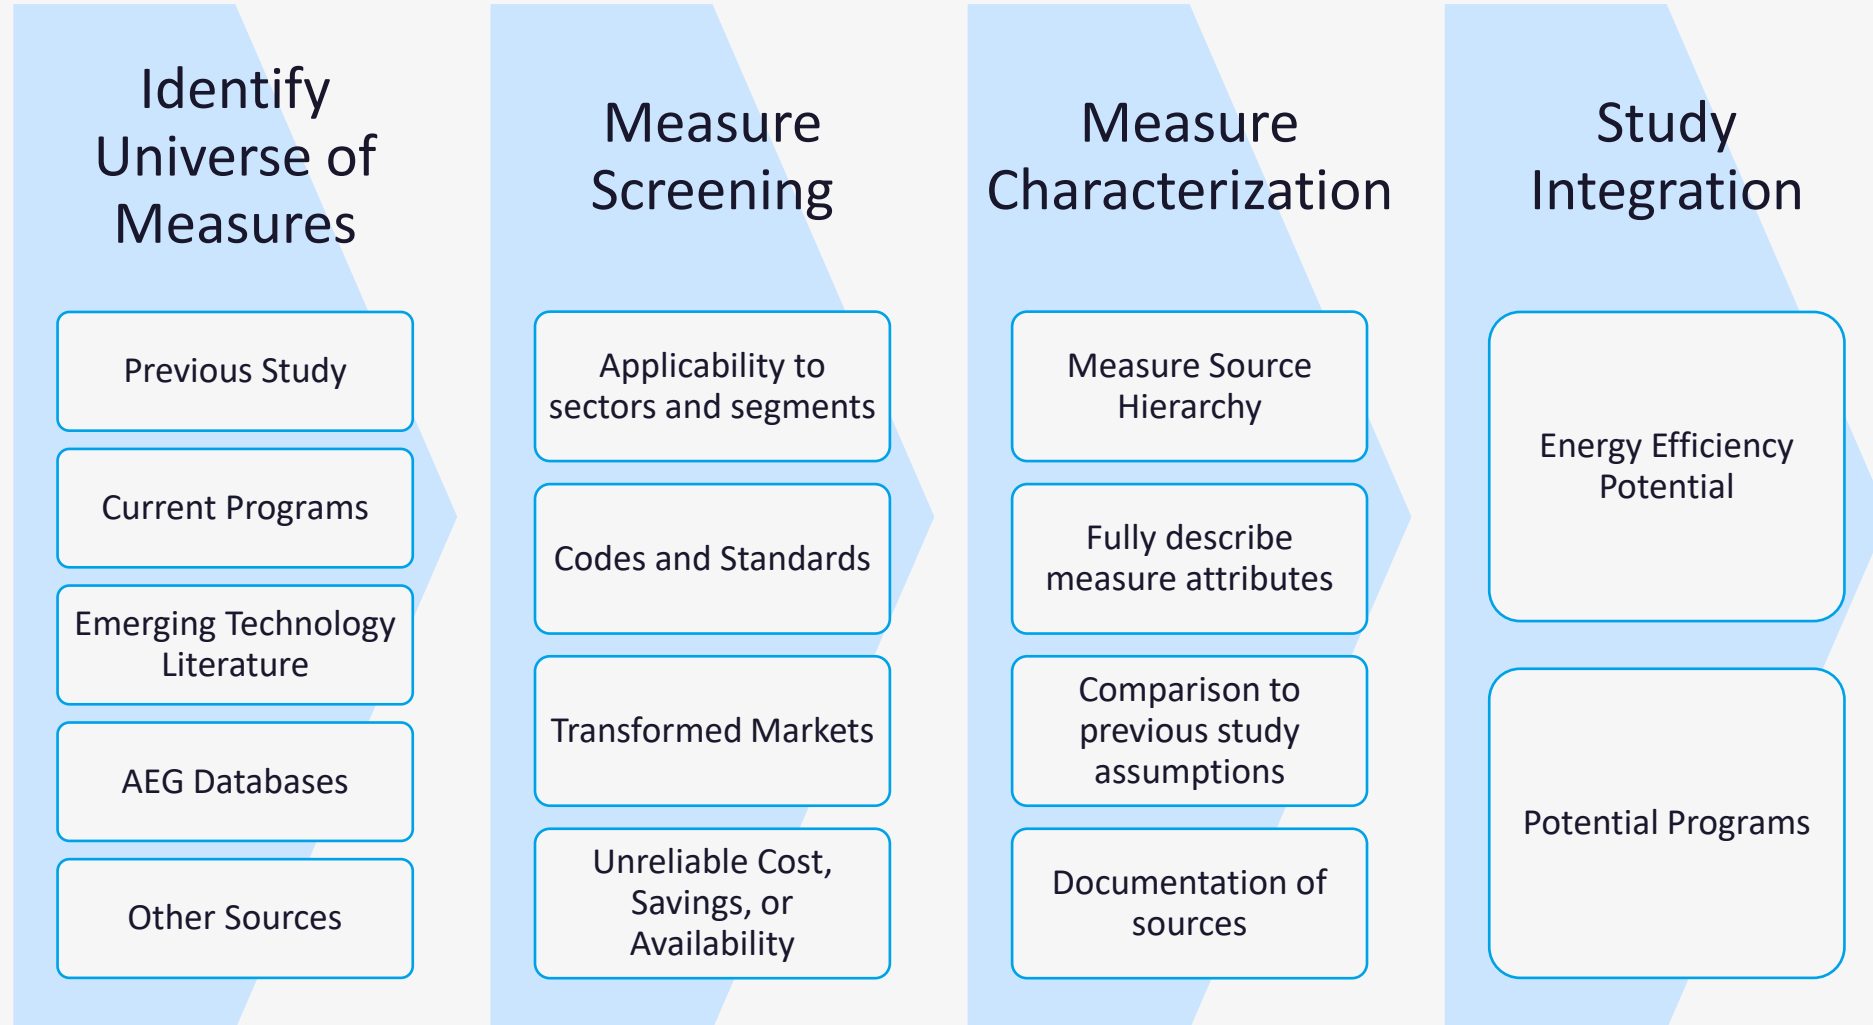 Identify
Universe of
Measures
Previous Study
Current Programs
Emerging Technology
Literature
AEG Databases
Other Sources
Measure
Screening
Applicability to
sectors and segments
Codes and Standards
Transformed Markets
Unreliable Cost,
Savings, or
Availability
Measure
Characterization
Measure Source
Hierarchy
Fully describe
measure attributes
Comparison to
previous study
assumptions
Documentation of
sources
Study
Integration
Energy Efficiency
Potential
Potential Programs